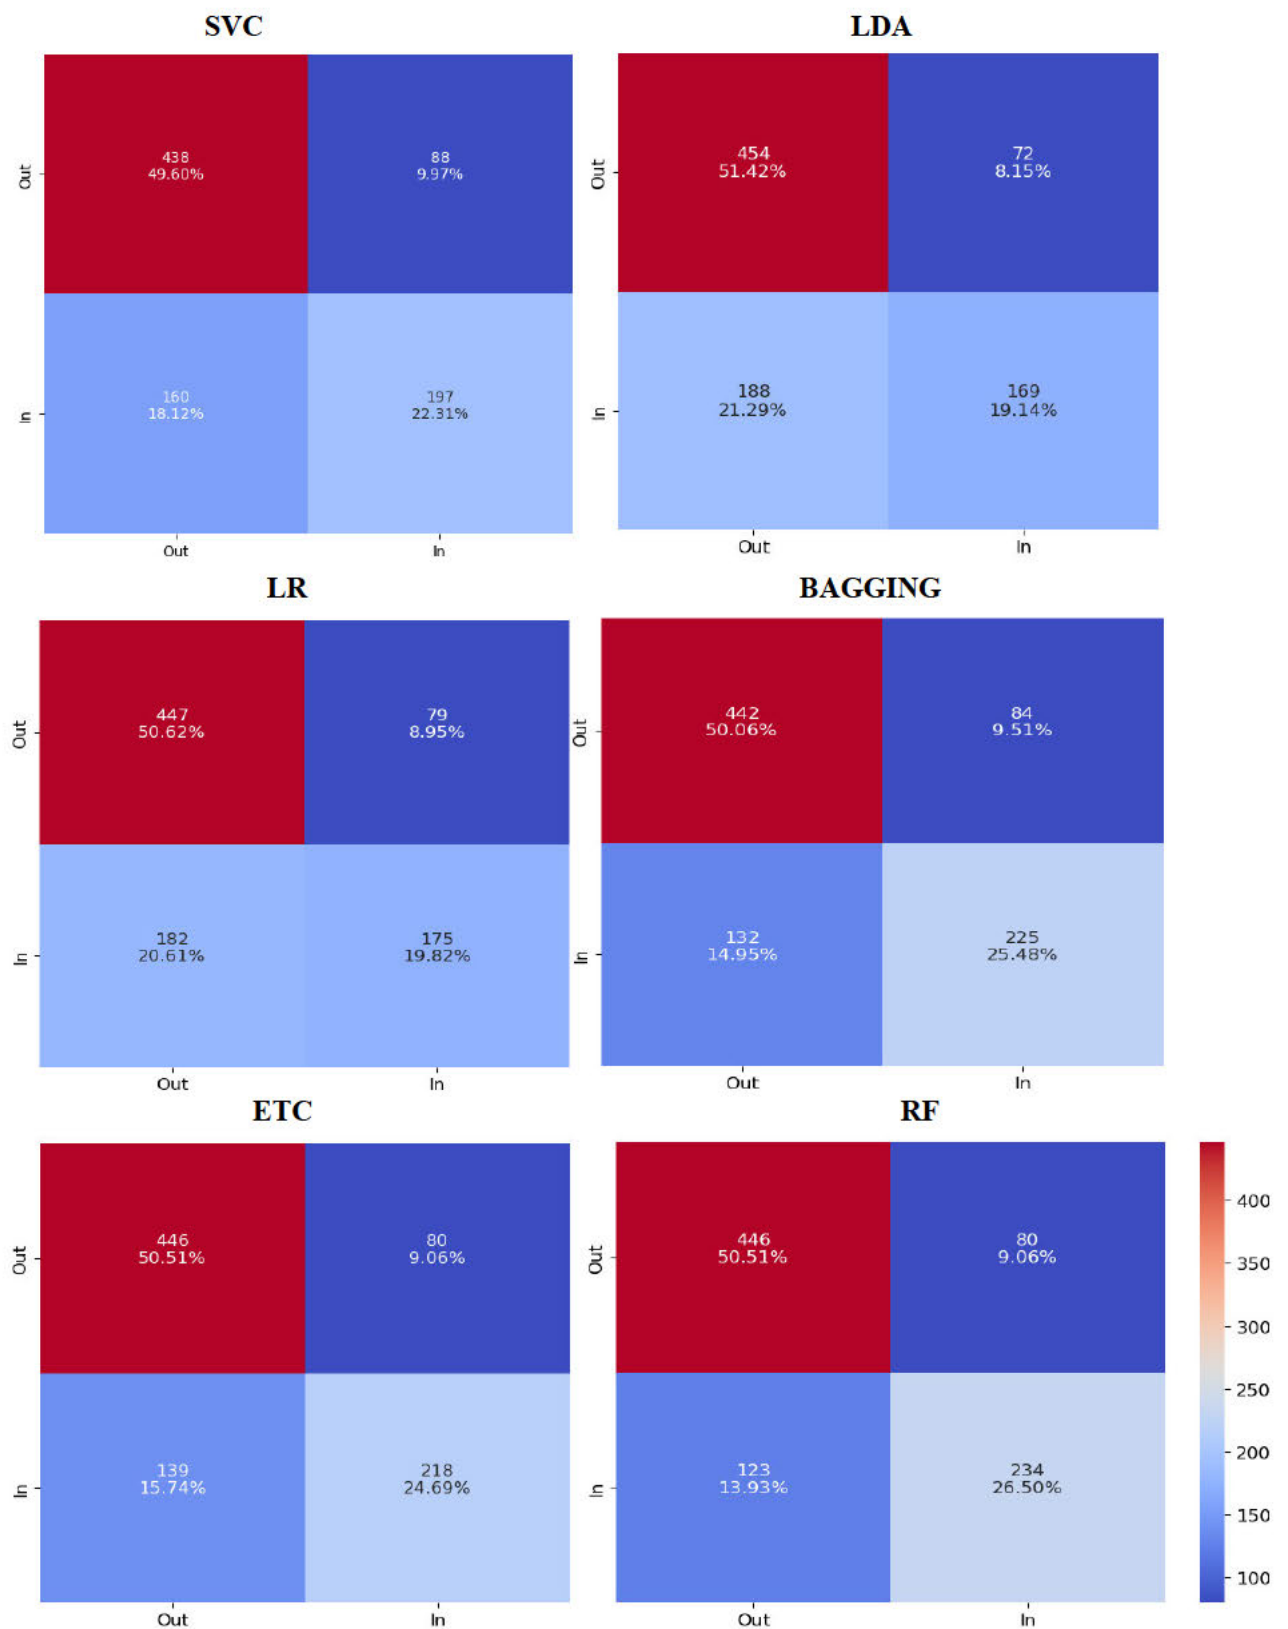 SVC
Out
438
49.60%
88
9.97%
In
160
18.12%
197
22.31%
Out
In
LDA
Out
454
51.42%
72
8.15%
In
188
21.29%
169
19.14%
Out
In
LR
Out
447
50.62%
79
8.95%
In
182
20.61%
175
19.82%
Out
In
BAGGING
Out
442
50.06%
84
9.51%
In
132
14.95%
225
25.48%
Out
In
ETC
Out
446
50.51%
80
9.06%
In
139
15.74%
218
24.69%
Out
In
RF
Out
446
50.51%
80
9.06%
In
123
13.93%
234
26.50%
Out
In
400
350
300
250
200
150
100